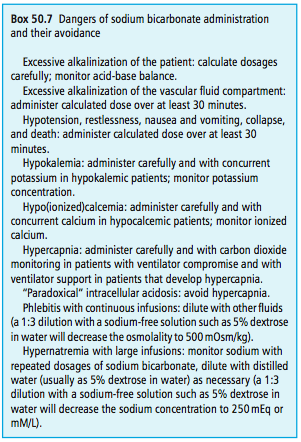 Box 50.7 Dangers of sodium bicarbonate administration
and their avoidance
Excessive alkalinization of the patient: calculate dosages
carefully; monitor acid-base balance.
Excessive alkalinization of the vascular fluid compartment:
administer calculated dose over at least 30 minutes.
Hypotension, restlessness, nausea and vomiting, collapse,
and death: administer calculated dose over at least 30
minutes.
Hypokalemia: administer carefully and with concurrent
potassium in hypokalemic patients; monitor potassium
concentration.
Hypo(ionized)calcemia: administer carefully and with
concurrent calcium in hypocalcemic patients; monitor ionized
calcium.
Hypercapnia: administer carefully and with carbon dioxide
monitoring in patients with ventilator compromise and with
ventilator support in patients that develop hypercapnia.
“Paradoxical” intracellular acidosis: avoid hypercapnia.
Phlebitis with continuous infusions: dilute with other fluids
(a 1:3 dilution with a sodium-free solution such as 5% dextrose
in water will decrease the osmolality to 500 mOsm/kg).
Hypernatremia with large infusions: monitor sodium with
repeated dosages of sodium bicarbonate, dilute with distilled
water (usually as 5% dextrose in water) as necessary (a 1:3
dilution with a sodium-free solution such as 5% dextrose in
water will decrease the sodium concentration to 250 mEq or
mM/L).